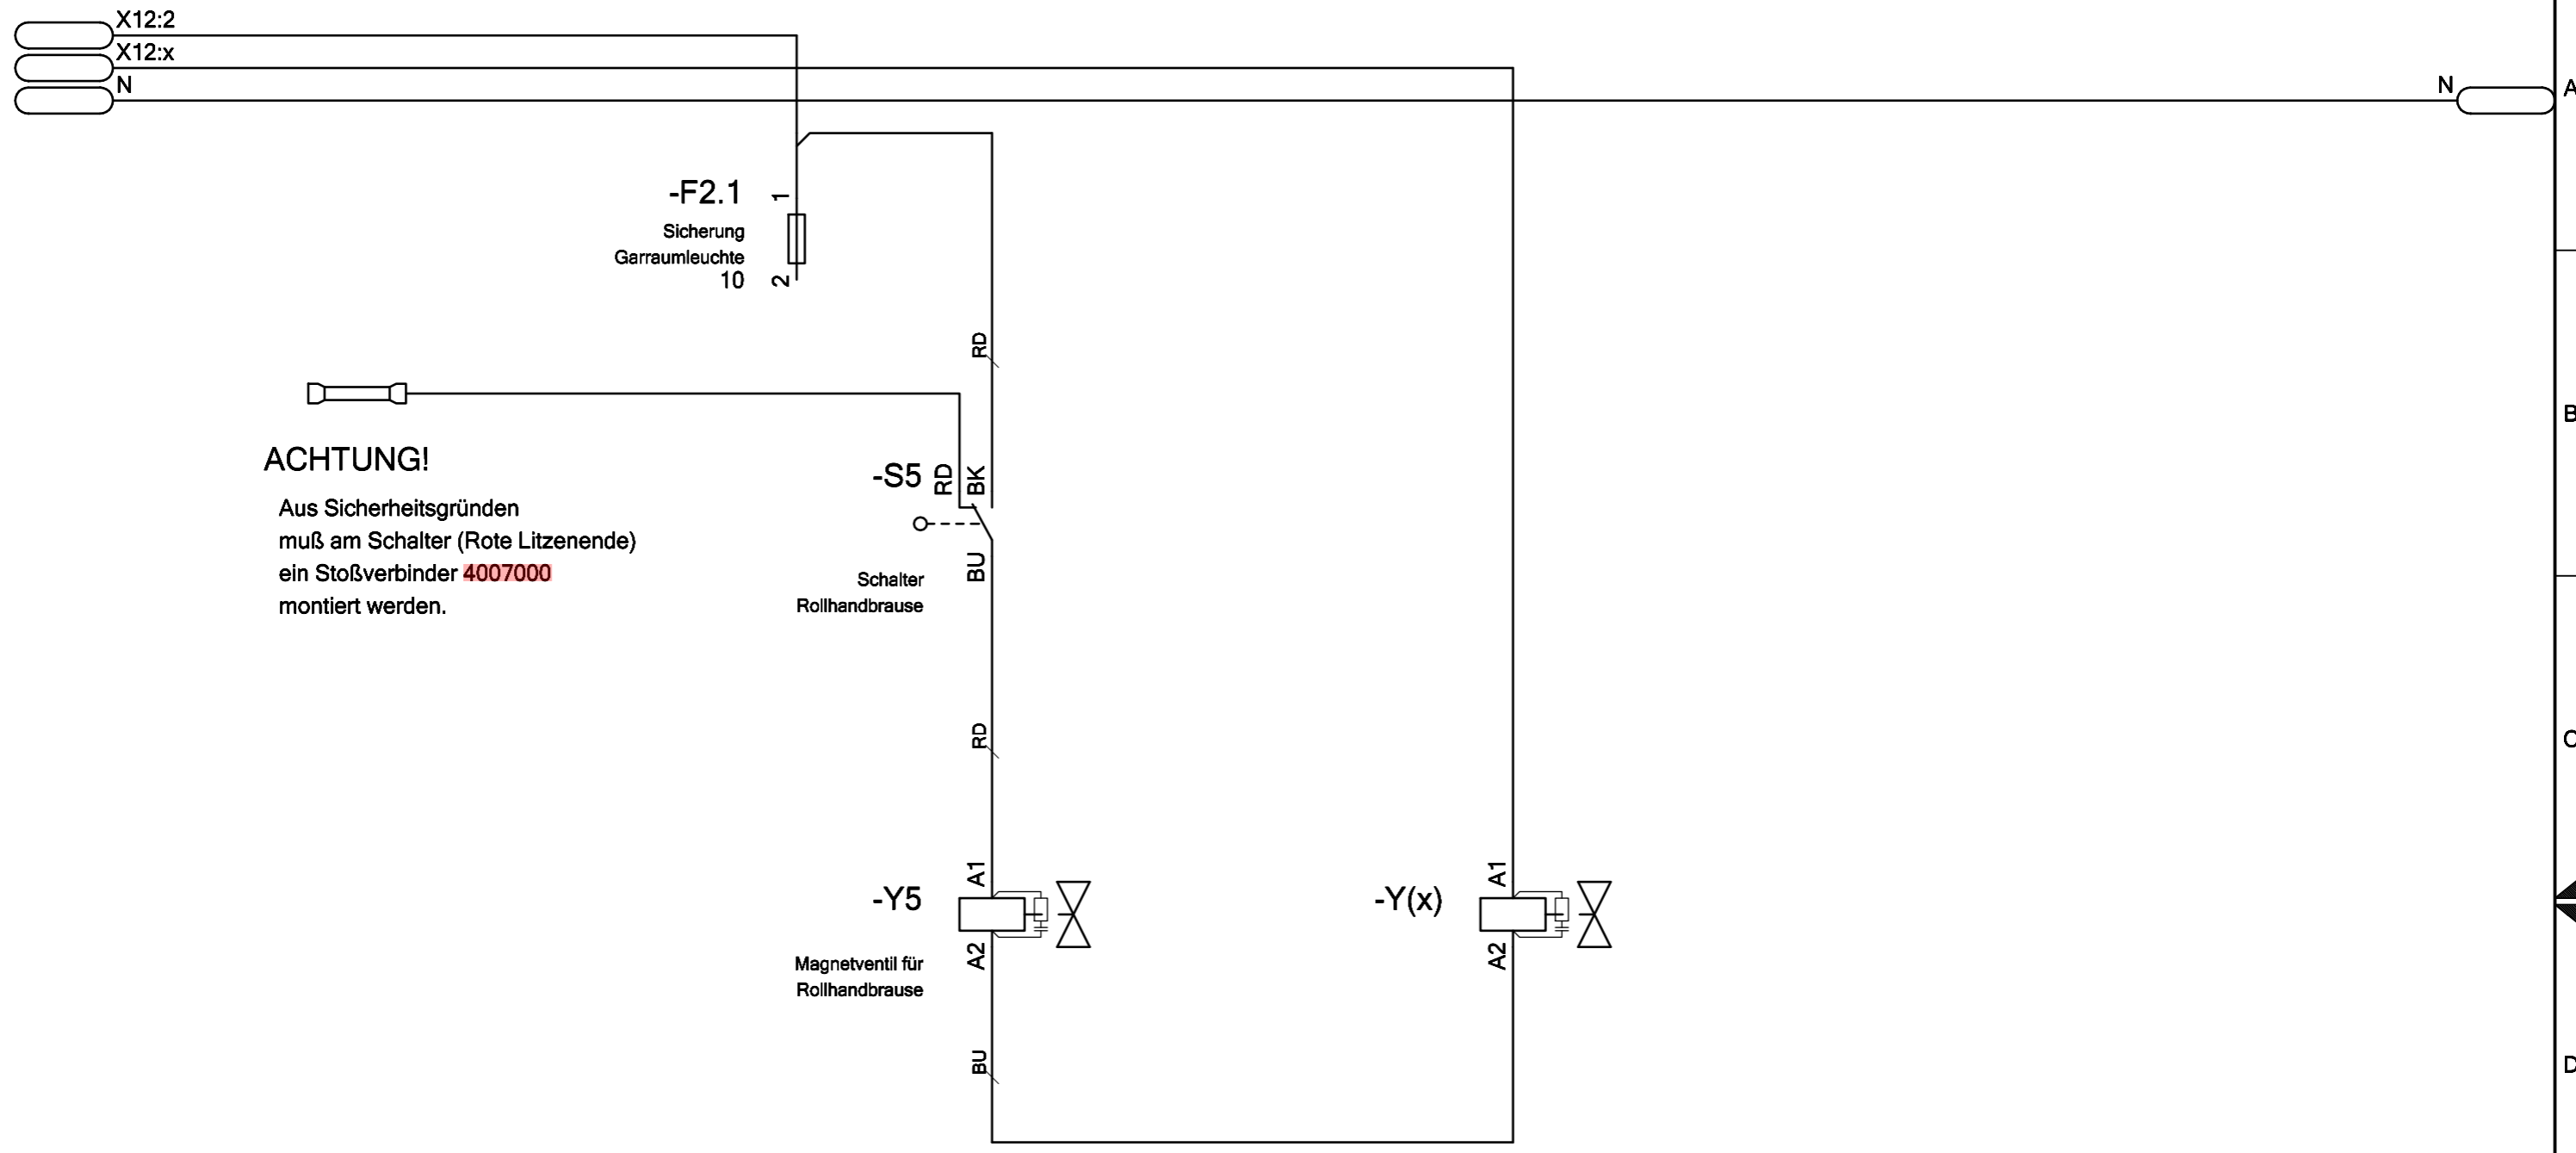 X12:2
X12:x
N
N
A
-F2.1
1
Sicherung
Garraumleuchte
10
2
RD
B
ACHTUNG!
Aus Sicherheitsgründen
muß am Schalter (Rote Litzenende)
ein Stoßverbinder 4007000
montiert werden.
-S5
RD
BK
BU
Schalter
Rollhandbrause
RD
C
A1
-Y5
A2
Magnetventil für
Rollhandbrause
A1
-Y(x)
A2
BU
D